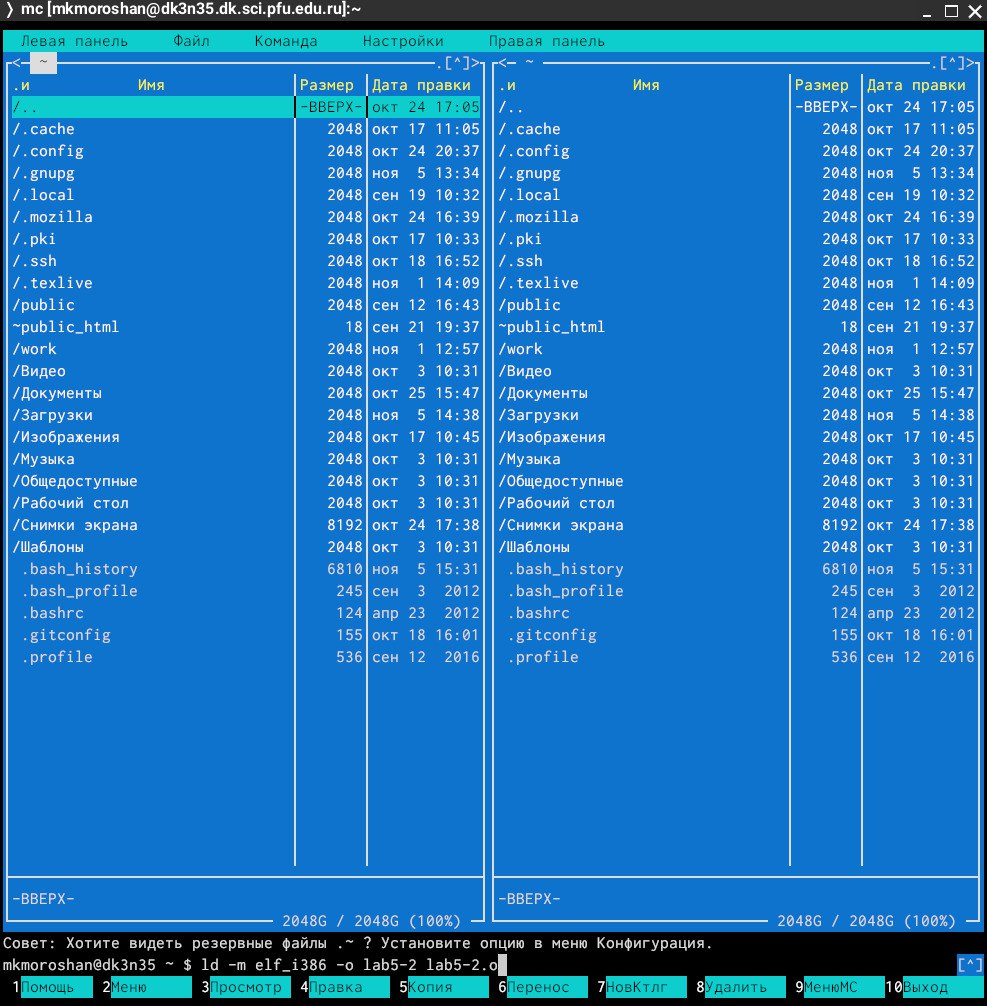 ❭ mc [mkmoroshan@dk3n35.dk.sci.pfu.edu.ru]:~
Левая панель Файл Команда Настройки Правая панель
<─ ~ .[^]> <─ ~ .[^]>
.и Имя Размер Дата правки .и Имя Размер Дата правки
/.. -ВВЕРХ- окт 24 17:05 /.. -ВВЕРХ- окт 24 17:05
/.cache 2048 окт 17 11:05 /.cache 2048 окт 17 11:05
/.config 2048 окт 24 20:37 /.config 2048 окт 24 20:37
/.gnupg 2048 ноя 5 13:34 /.gnupg 2048 ноя 5 13:34
/.local 2048 сен 19 10:32 /.local 2048 сен 19 10:32
/.mozilla 2048 окт 24 16:39 /.mozilla 2048 окт 24 16:39
/.pki 2048 окт 17 10:33 /.pki 2048 окт 17 10:33
/.ssh 2048 окт 18 16:52 /.ssh 2048 окт 18 16:52
/.texlive 2048 ноя 1 14:09 /.texlive 2048 ноя 1 14:09
/public 2048 сен 12 16:43 /public 2048 сен 12 16:43
~public_html 18 сен 21 19:37 ~public_html 18 сен 21 19:37
/work 2048 ноя 1 12:57 /work 2048 ноя 1 12:57
/Видео 2048 окт 3 10:31 /Видео 2048 окт 3 10:31
/Документы 2048 окт 25 15:47 /Документы 2048 окт 25 15:47
/Загрузки 2048 ноя 5 14:38 /Загрузки 2048 ноя 5 14:38
/Изображения 2048 окт 17 10:45 /Изображения 2048 окт 17 10:45
/Музыка 2048 окт 3 10:31 /Музыка 2048 окт 3 10:31
/Общедоступные 2048 окт 3 10:31 /Общедоступные 2048 окт 3 10:31
/Рабочий стол 2048 окт 3 10:31 /Рабочий стол 2048 окт 3 10:31
/Снимки экрана 8192 окт 24 17:38 /Снимки экрана 8192 окт 24 17:38
/Шаблоны 2048 окт 3 10:31 /Шаблоны 2048 окт 3 10:31
.bash_history 6810 ноя 5 15:31 .bash_history 6810 ноя 5 15:31
.bash_profile 245 сен 3 2012 .bash_profile 245 сен 3 2012
.bashrc 124 апр 23 2012 .bashrc 124 апр 23 2012
.gitconfig 155 окт 18 16:01 .gitconfig 155 окт 18 16:01
.profile 536 сен 12 2016 .profile 536 сен 12 2016
-ВВЕРХ- -ВВЕРХ-
2048G / 2048G (100%) 2048G / 2048G (100%)
Совет: Хотите видеть резервные файлы .~ ? Установите опцию в меню Конфигурация.
mkmoroshan@dk3n35 ~ $ ld -m elf_i386 -o lab5-2 lab5-2.o [^]
1Помощь 2Меню 3Просмотр 4Правка 5Копия 6Перенос 7НовКтлг 8Удалить 9МенюMC 10Выход